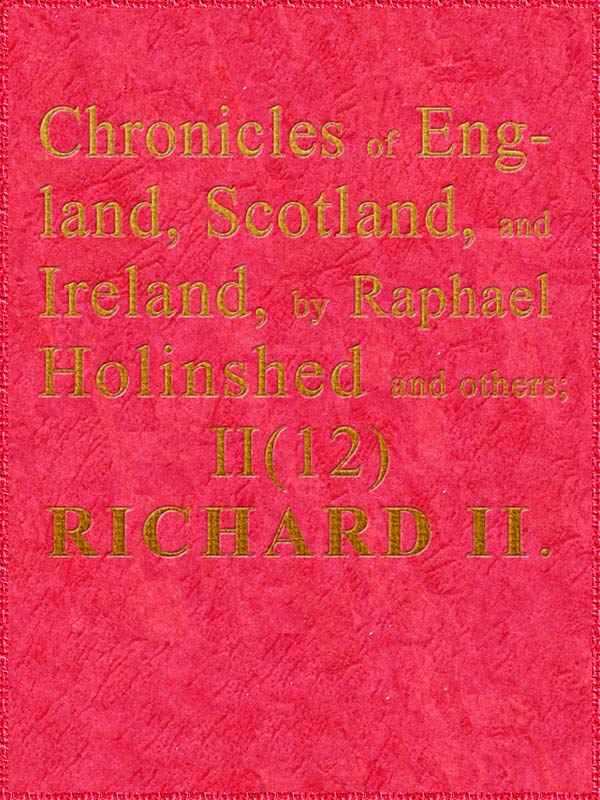 Chronicles of Eng-
land, Scotland, and
Ireland, by Raphael
Holinshed and others;
II(12)
RICHARD II.